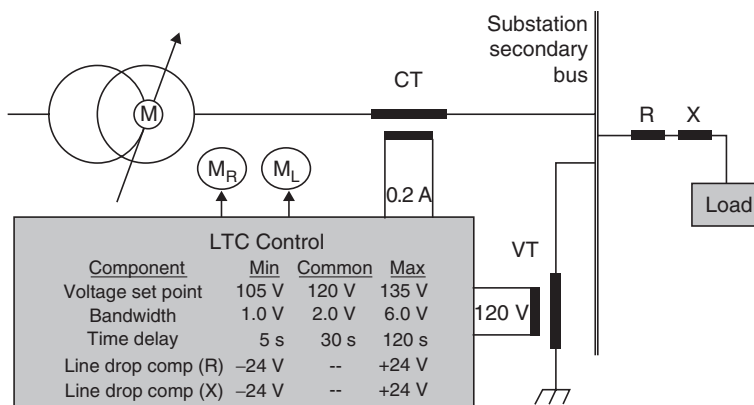 Substation
secondary
bus
CT
R X
M
M_R M_L
0.2 A
Load
LTC Control
VT
Component Min Common Max
Voltage set point 105 V 120 V 135 V
Bandwidth 1.0 V 2.0 V 6.0 V
120 V
Time delay 5 s 30 s 120 s
Line drop comp (R) –24 V -- +24 V
Line drop comp (X) –24 V -- +24 V